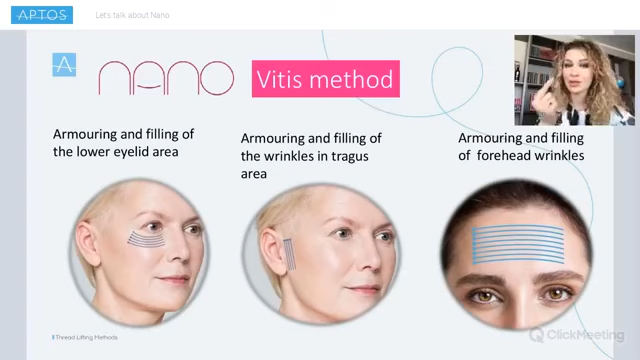 APTOS
Let's talk about Nano
A
nano
Vitis method
Armouring and filling of
the lower eyelid area
Armouring and filling of
the wrinkles in tragus
area
Armouring and filling
of forehead wrinkles
Thread Lifting Methods
ClickMeeting